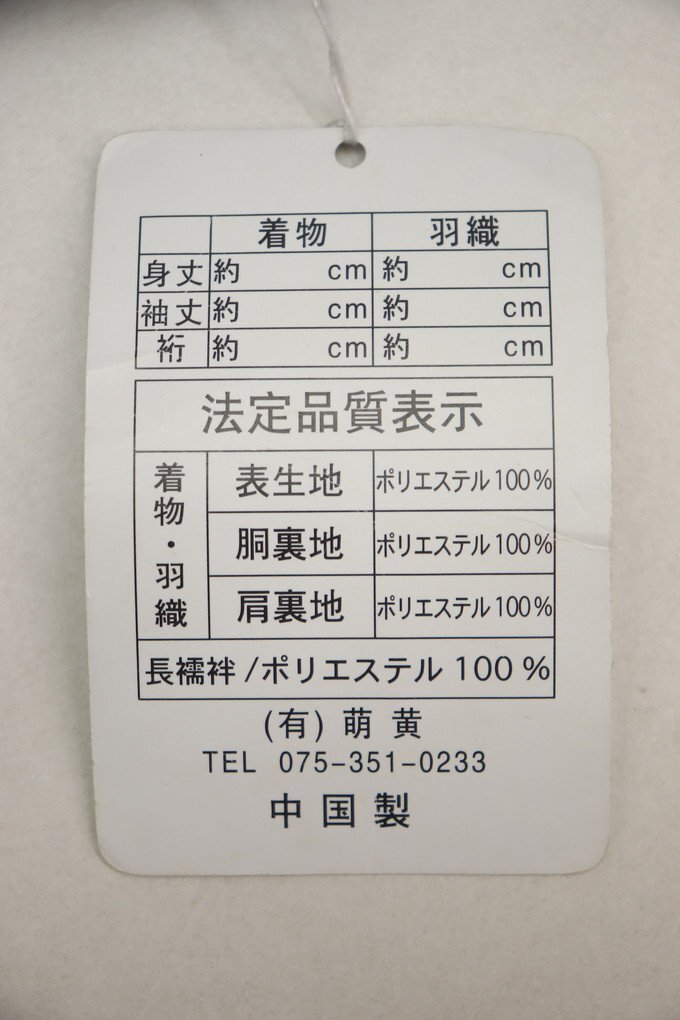 着物 羽織
身丈 約 cm 約 cm
袖丈 約 cm 約 cm
裄 約 cm 約 cm
法定品質表示
着物・羽織
表生地 ポリエステル100%
胴裏地 ポリエステル100%
肩裏地 ポリエステル100%
長襦袢/ポリエステル 100%
(有) 萌黄
TEL 075-351-0233
中国製